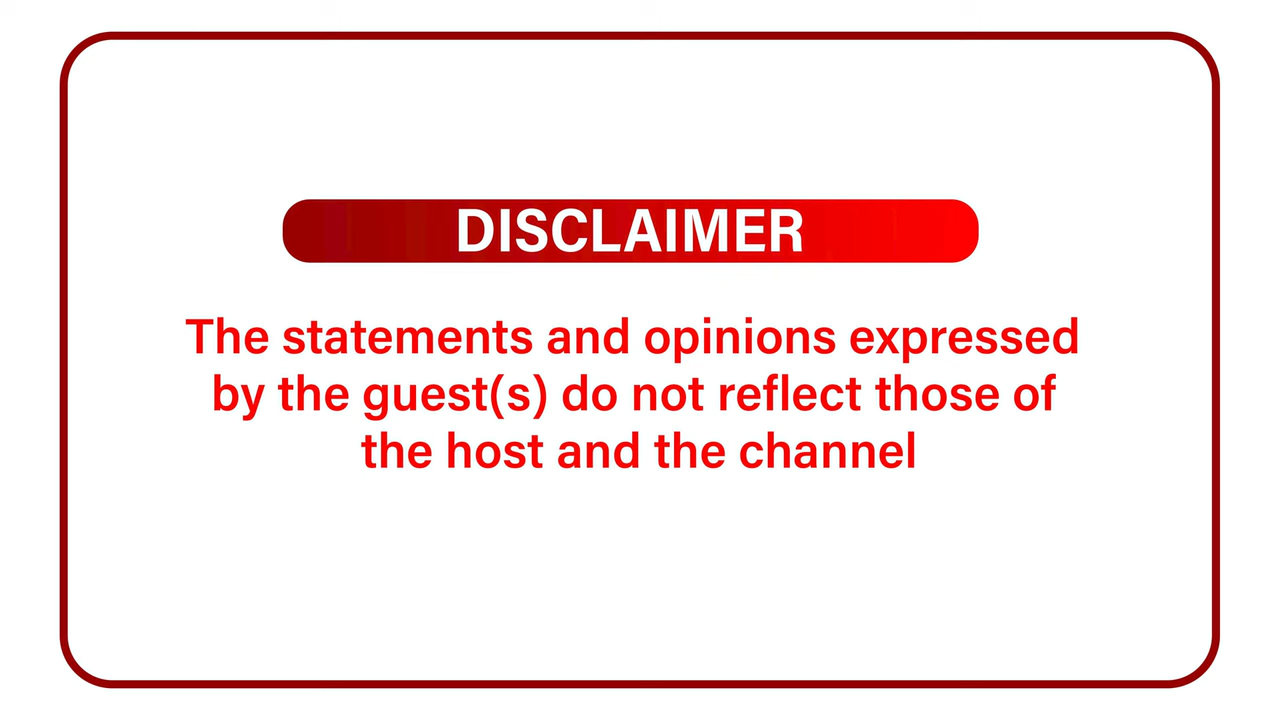 DISCLAIMER
The statements and opinions expressed
by the guest(s) do not reflect those of
the host and the channel